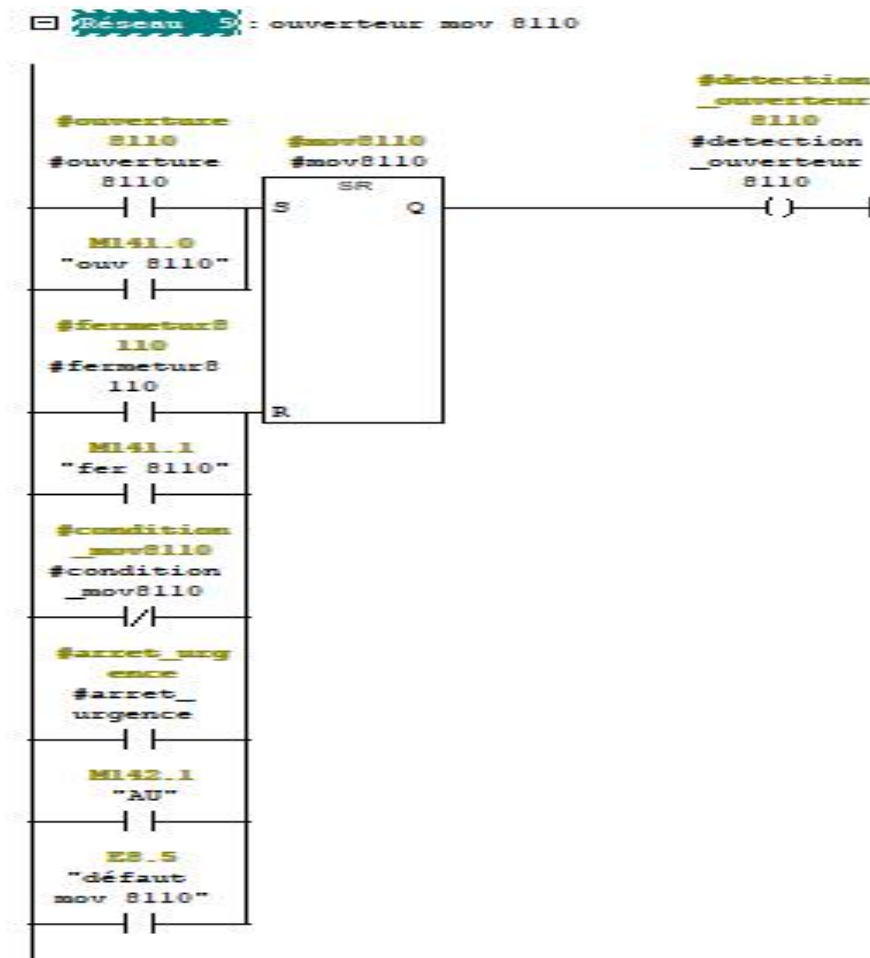 Réseau 5 : ouverteur mov 8110
#detection
_ouverteur
8110
#detection
_ouverteur
8110
#ouverture
8110
#ouverture
8110
#mov8110
#mov8110
SR
S
Q
M141.0
"ouv 8110"
#fermetur8
110
#fermetur8
110
R
M141.1
"fer 8110"
#condition
_mov8110
#condition
_mov8110
#arret_urg
ence
#arret_
urgence
M142.1
"AU"
E8.5
"défaut
mov 8110"